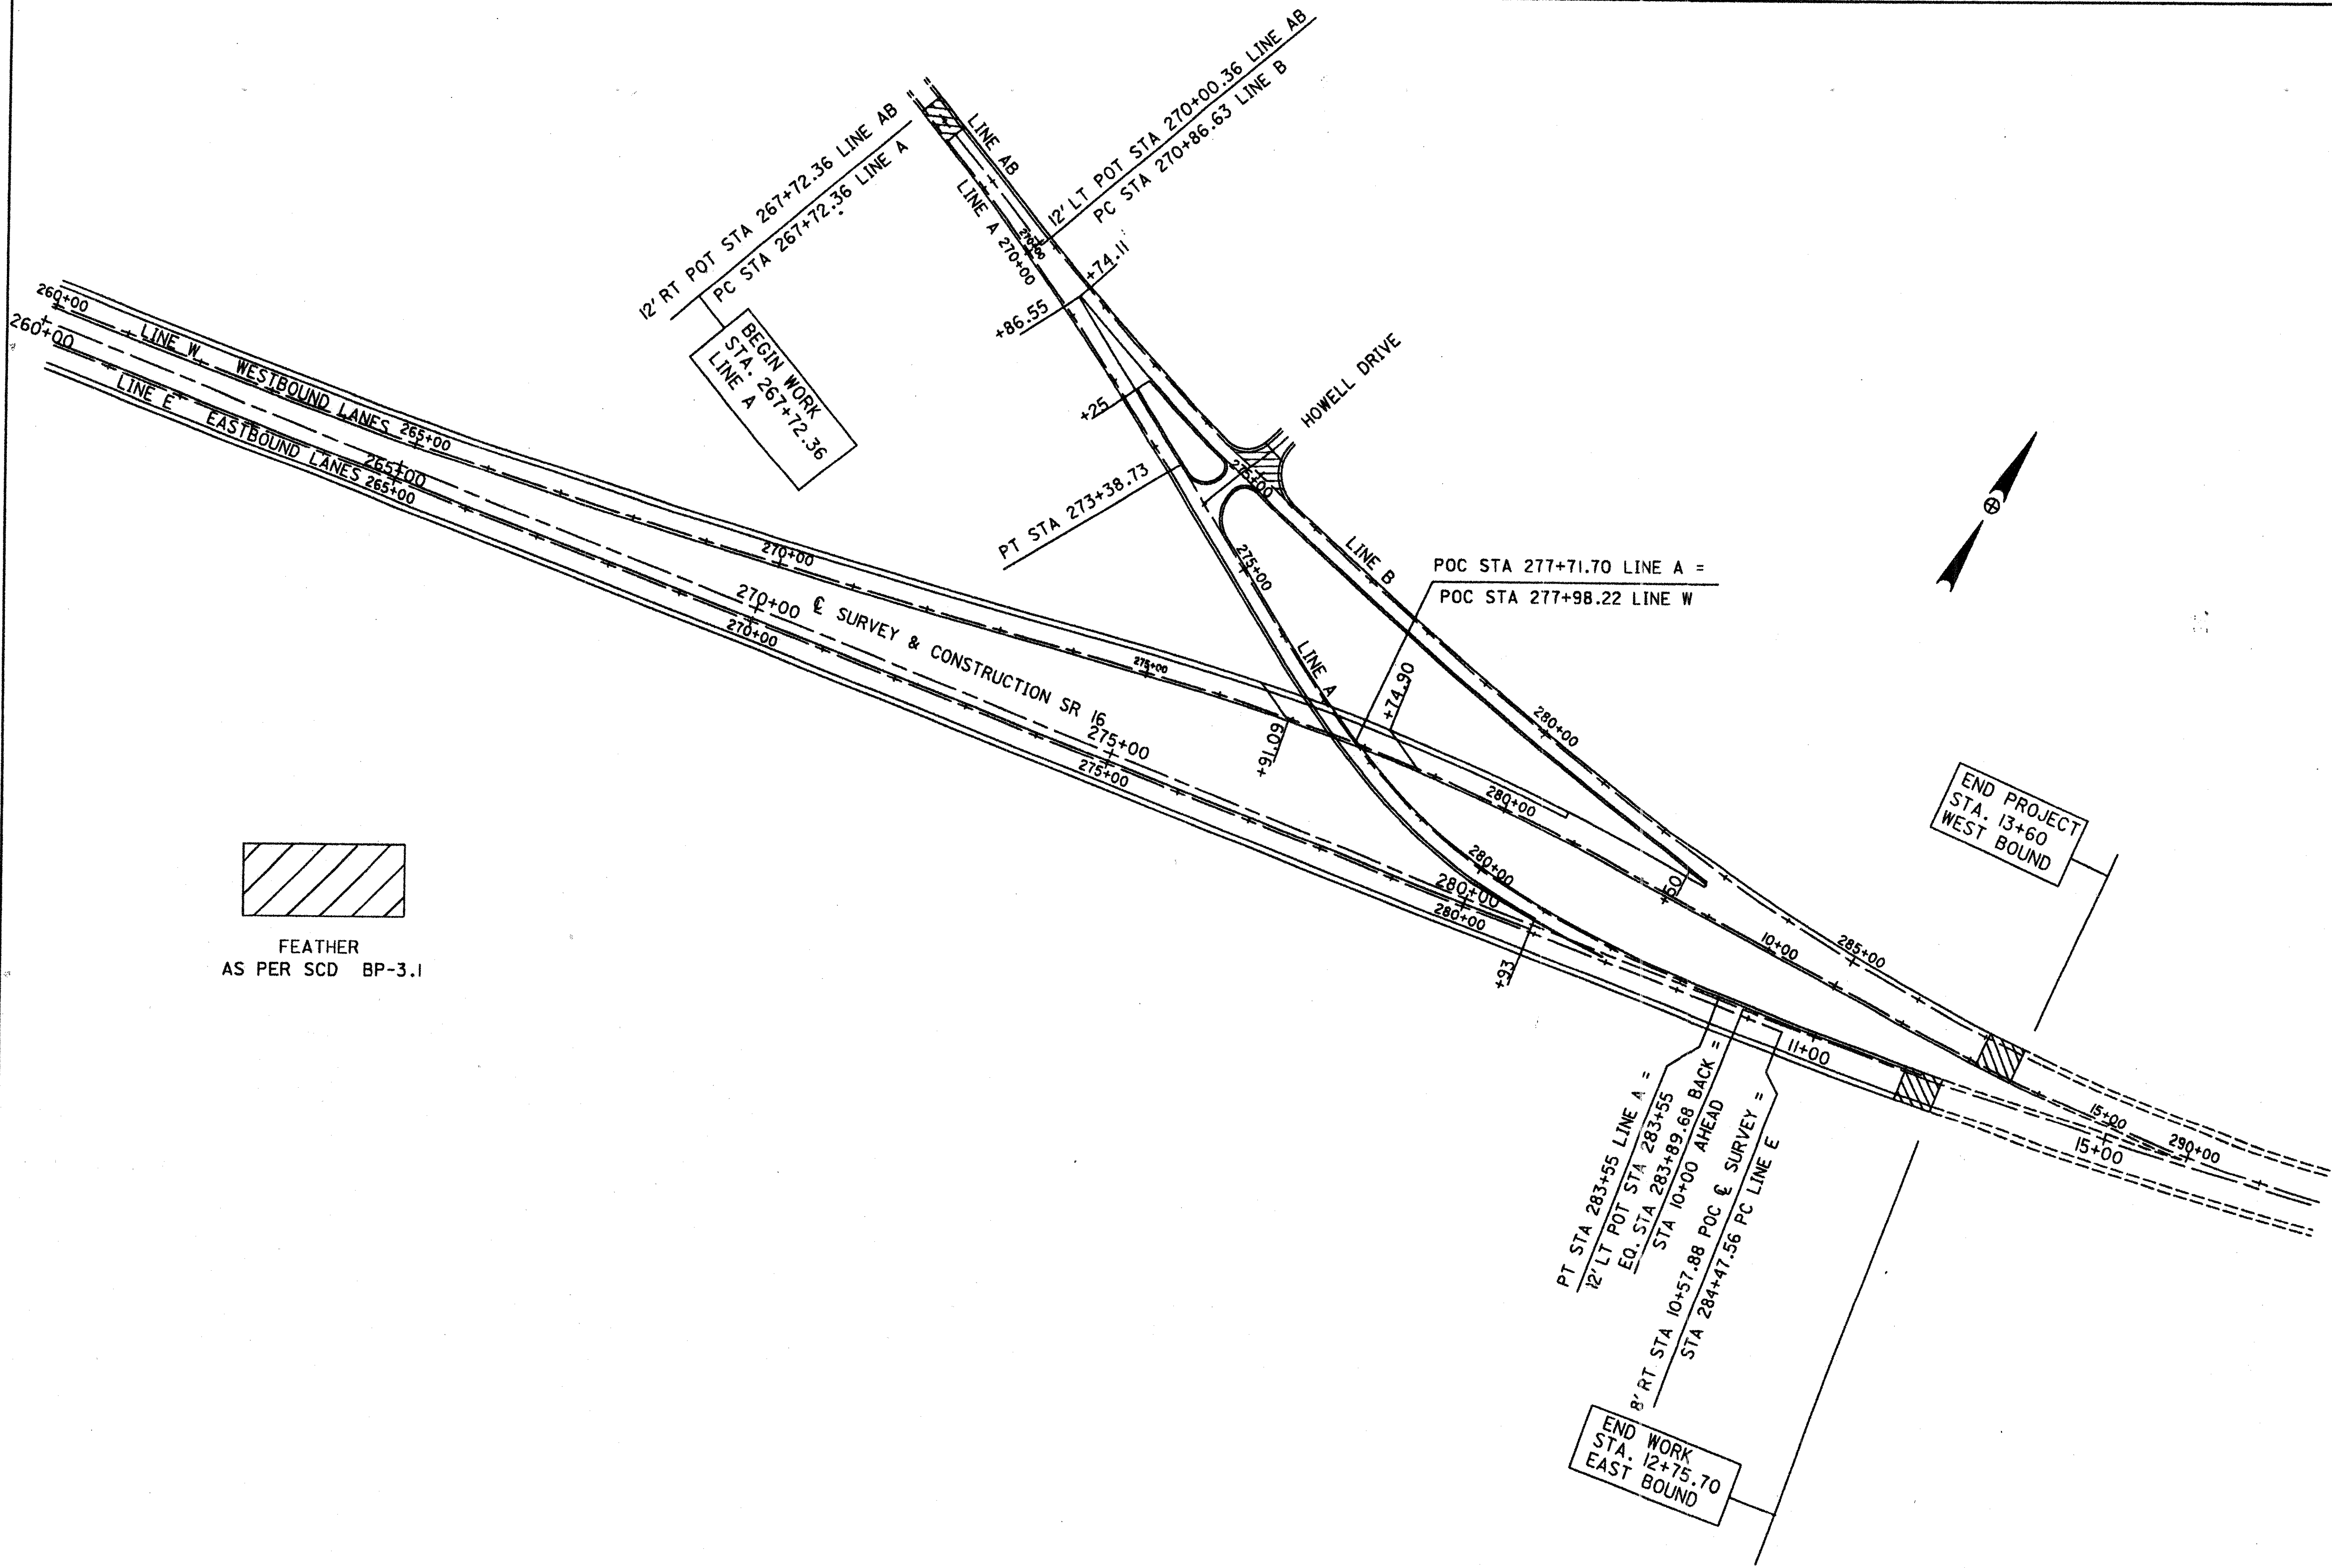 12' RT POT STA 267+72.36 LINE AB
PC STA 267+72.36 LINE A
BEGIN WORK
STA. 267+72.36
LINE A
LINE AB
LINE A 270+00
270+00
12' LT POT STA 270+00.36 LINE AB
PC STA 270+86.63 LINE B
+74.11
+86.55
+25
PT STA 273+38.73
HOWELL DRIVE
275+00
LINE B
275+00
LINE A
POC STA 277+71.70 LINE A =
POC STA 277+98.22 LINE W
260+00
260+00
LINE W
WESTBOUND LANES
265+00
LINE E
EASTBOUND LANES
265+00
265+00
270+00
270+00
270+00
℄ SURVEY & CONSTRUCTION SR 16
275+00
275+00
275+00
+91.09
+74.90
280+00
280+00
280+00
280+00
280+00
+50
+93
10+00
285+00
END PROJECT
STA. 13+60
WEST BOUND
11+00
15+00
15+00
290+00
PT STA 283+55 LINE A =
12' LT POT STA 283+55
EQ. STA 283+89.68 BACK =
STA 10+00 AHEAD
8' RT STA 10+57.88 POC ℄ SURVEY =
STA 284+47.56 PC LINE E
END WORK
STA. 12+75.70
EAST BOUND
FEATHER
AS PER SCD BP-3.1